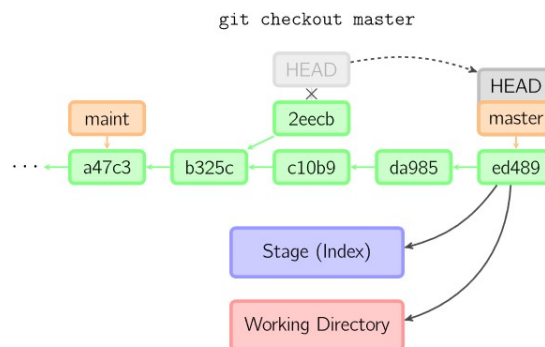 git checkout master
HEAD
HEAD
maint
2eecb
master
...
a47c3
b325c
c10b9
da985
ed489
Stage (Index)
Working Directory